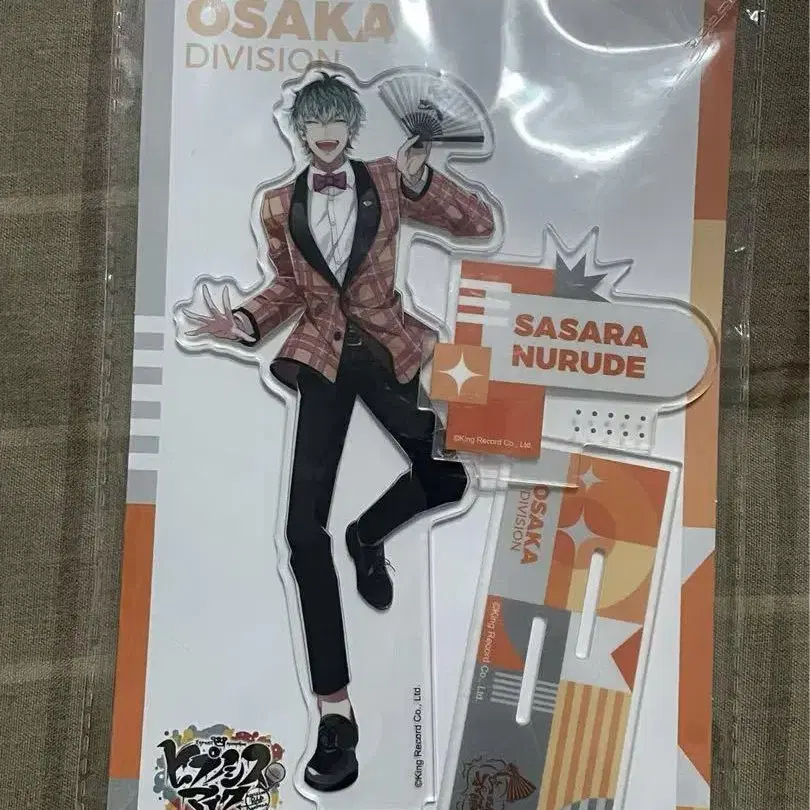 OSAKA
DIVISION
SASARA
NURUDE
©King Record Co., Ltd.
OSAKA
DIVISION
©King Record Co., Ltd.
©King Record Co., Ltd.
ヒプノシス
マイク